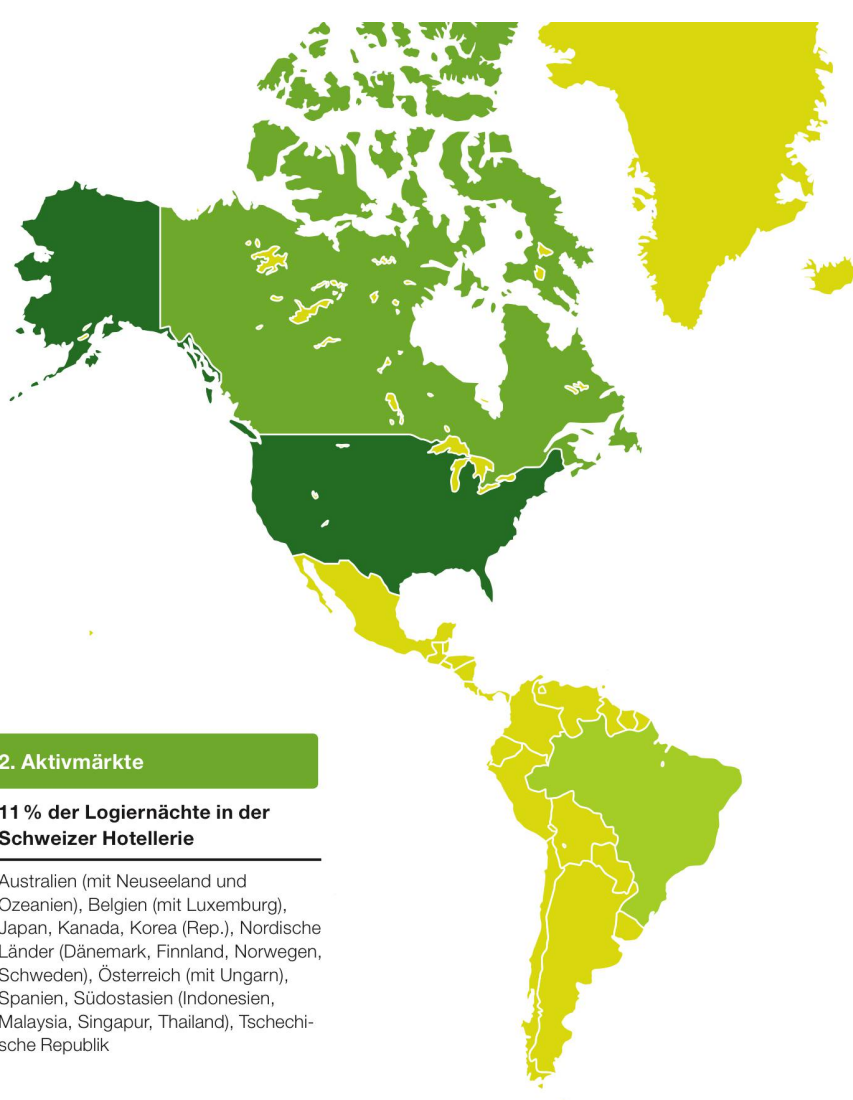 2. Aktivmärkte
11 % der Logiernächte in der
Schweizer Hotellerie
Australien (mit Neuseeland und
Ozeanien), Belgien (mit Luxemburg),
Japan, Kanada, Korea (Rep.), Nordische
Länder (Dänemark, Finnland, Norwegen,
Schweden), Österreich (mit Ungarn),
Spanien, Südostasien (Indonesien,
Malaysia, Singapur, Thailand), Tschechi-
sche Republik